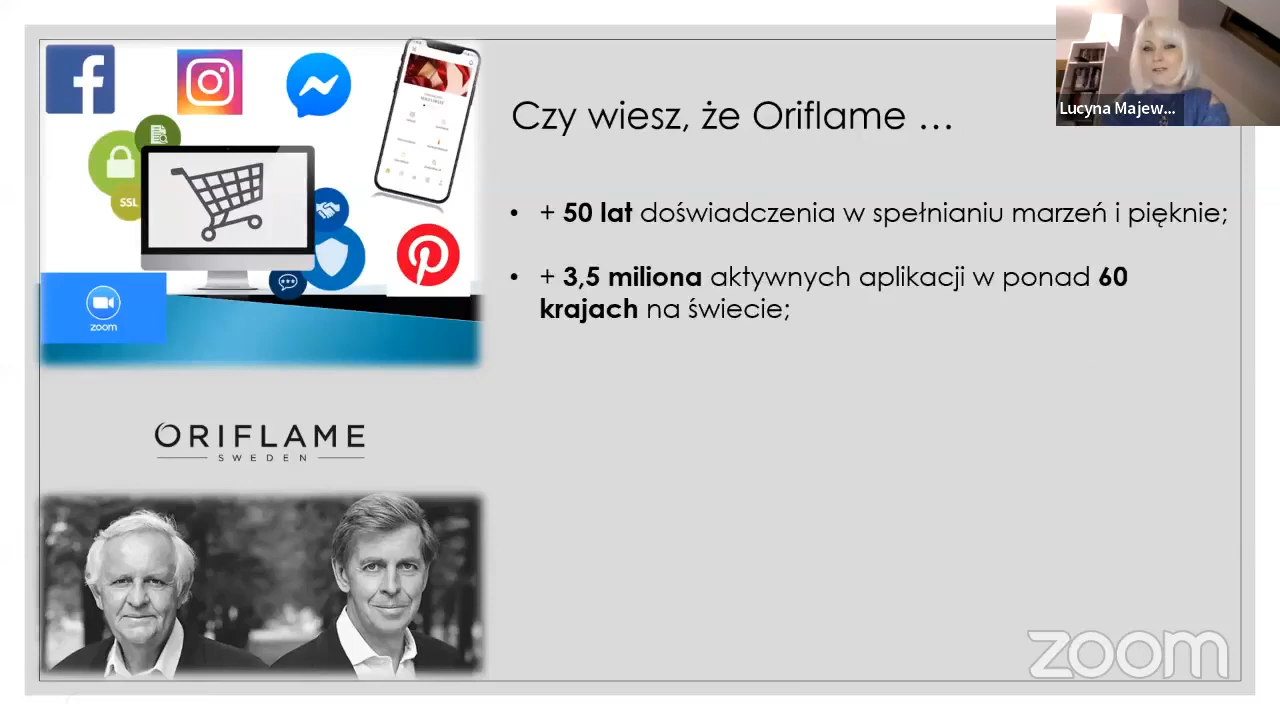 Czy wiesz, że Oriflame ...
Lucyna Majew...
• + 50 lat doświadczenia w spełnianiu marzeń i pięknie;
• + 3,5 miliona aktywnych aplikacji w ponad 60
krajach na świecie;
SSL
zoom
ORIFLAME
SWEDEN
zoom